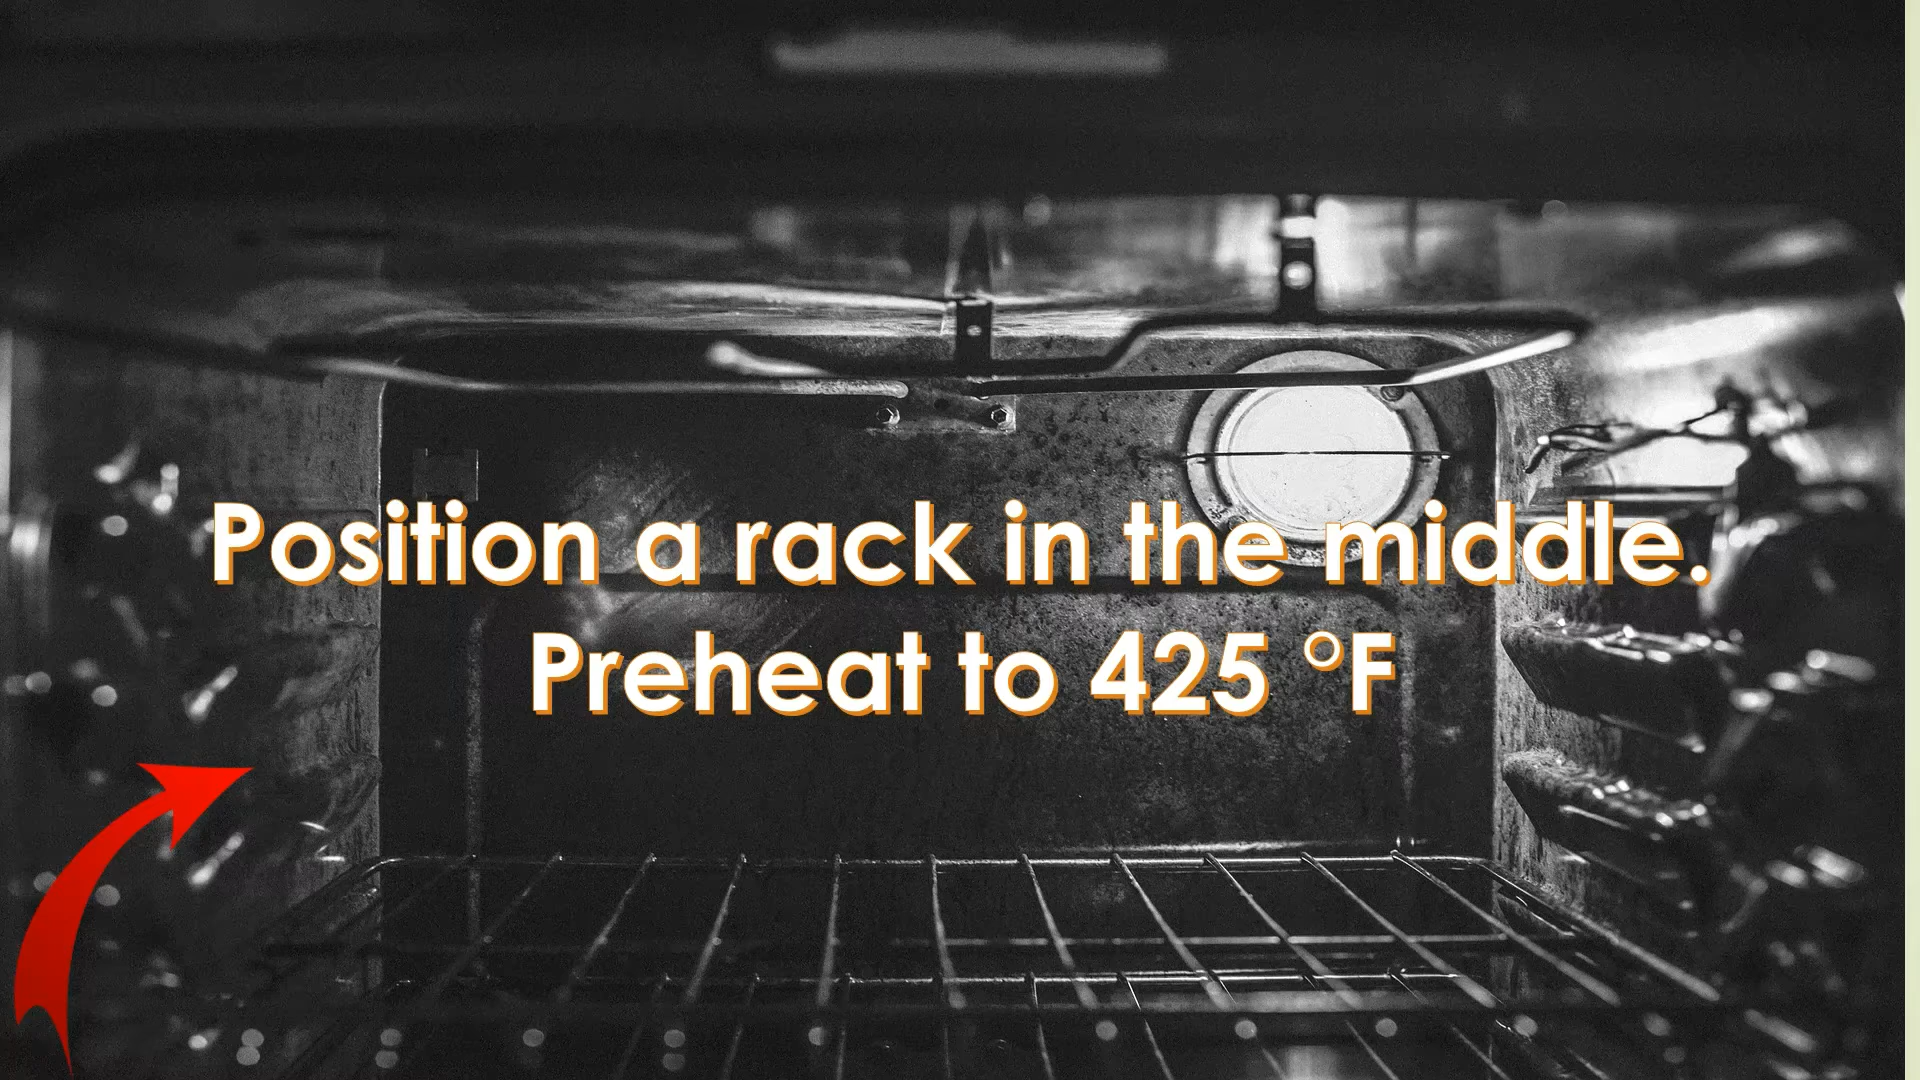 Position a rack in the middle.
Preheat to 425 °F